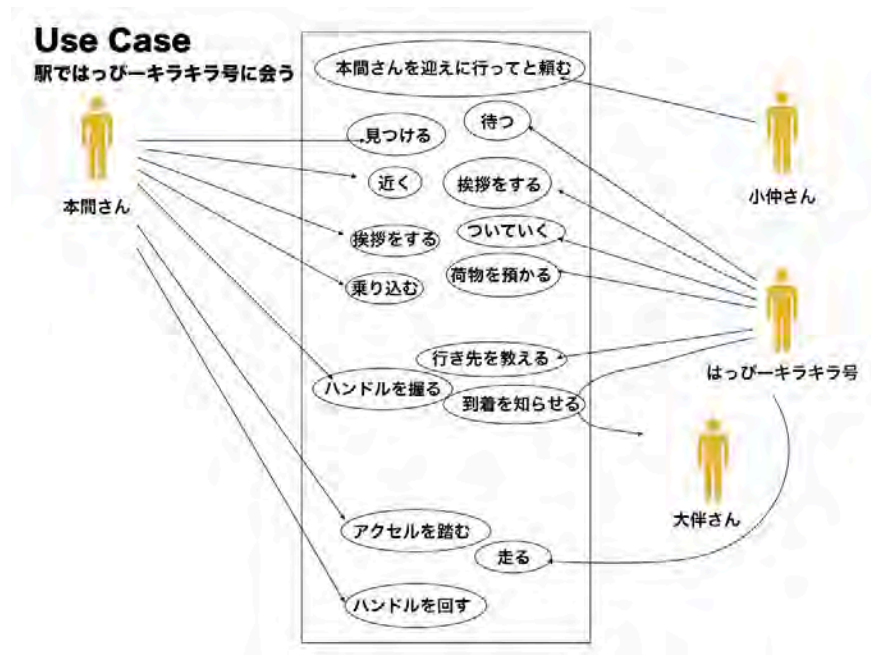 Use Case
駅ではっぴーキラキラ号に会う
本間さんを迎えに行ってと頼む
見つける
待つ
近く
挨拶をする
本間さん
小仲さん
挨拶をする
ついていく
乗り込む
荷物を預かる
行き先を教える
はっぴーキラキラ号
ハンドルを握る
到着を知らせる
大伴さん
アクセルを踏む
走る
ハンドルを回す